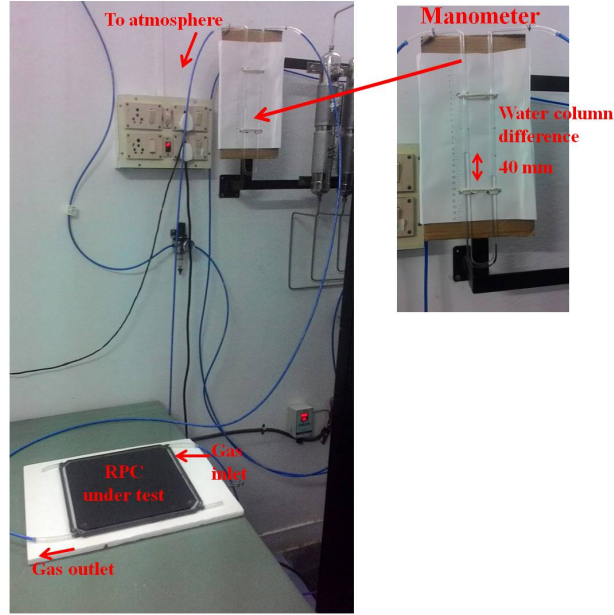 To atmosphere
Manometer
Water column
difference
40 mm
RPC
under test
Gas
inlet
Gas outlet